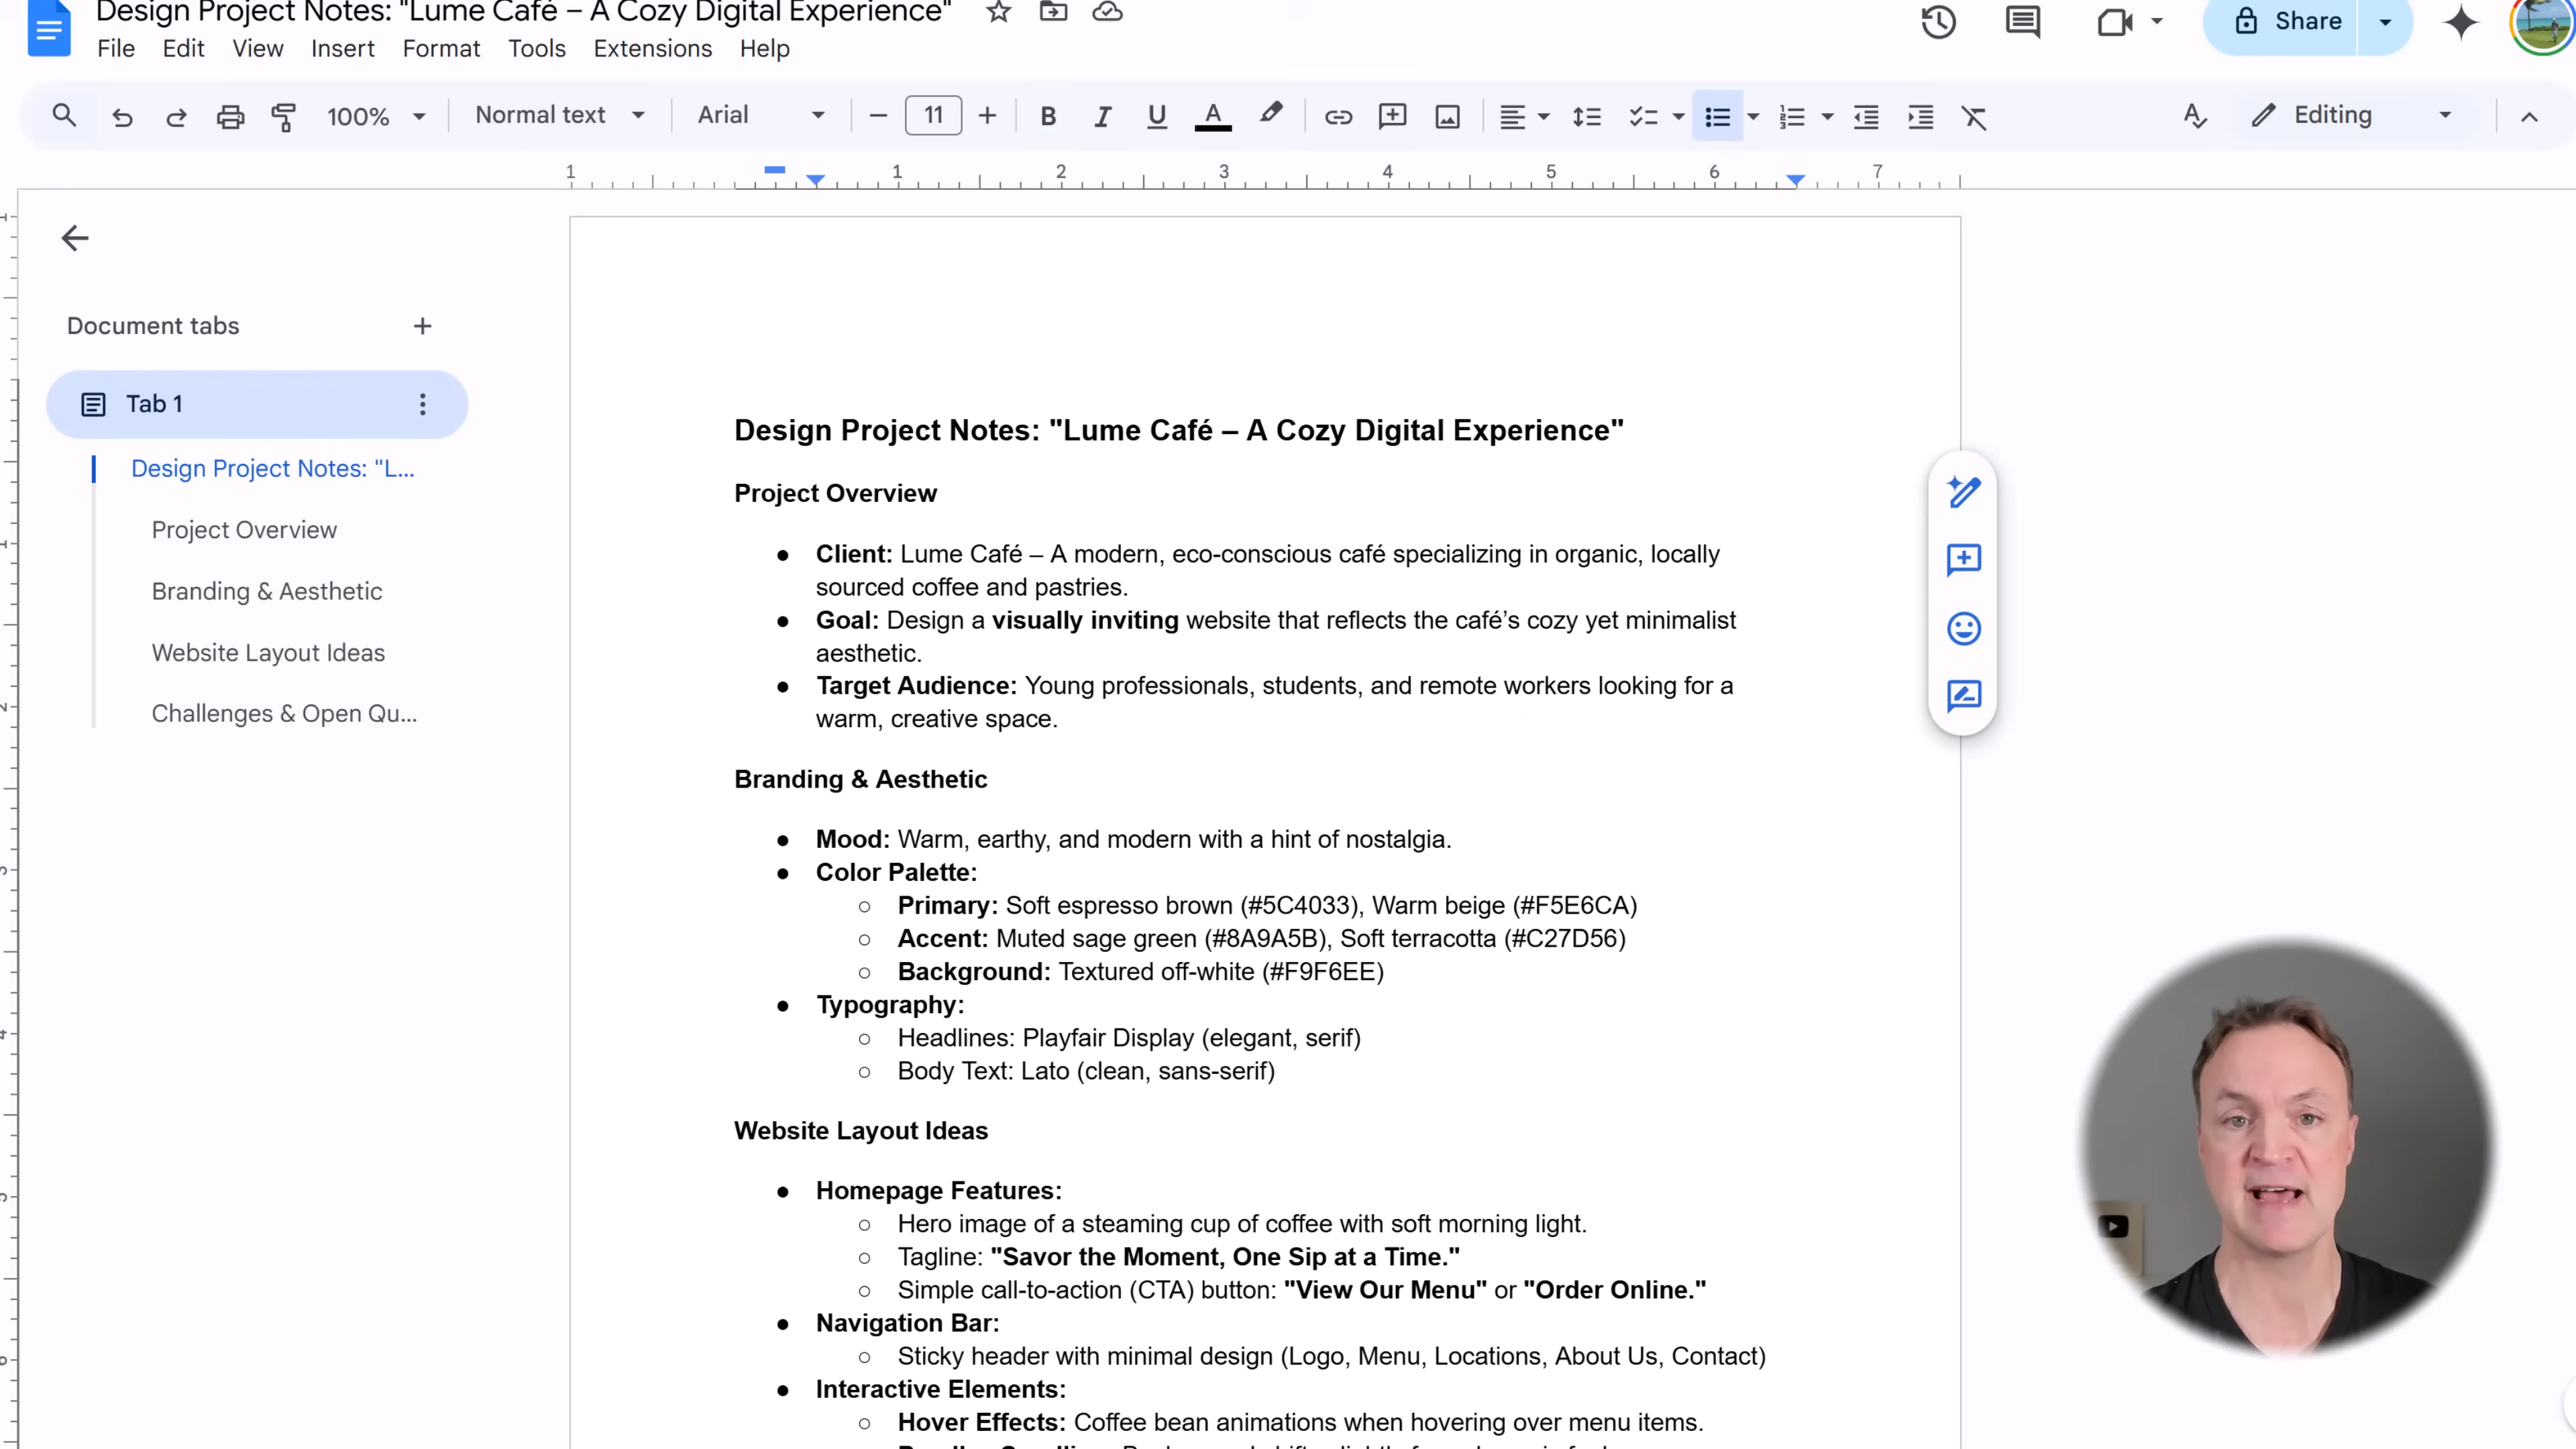 Design Project Notes: "Lume Café – A Cozy Digital Experience"
File Edit View Insert Format Tools Extensions Help
Share
100% Normal text Arial 11 Editing
1 1 2 3 4 5 6 7
Document tabs
Tab 1
Design Project Notes: "L...
Project Overview
Branding & Aesthetic
Website Layout Ideas
Challenges & Open Qu...
Design Project Notes: "Lume Café – A Cozy Digital Experience"
Project Overview
● Client: Lume Café – A modern, eco-conscious café specializing in organic, locally
sourced coffee and pastries.
● Goal: Design a visually inviting website that reflects the café’s cozy yet minimalist
aesthetic.
● Target Audience: Young professionals, students, and remote workers looking for a
warm, creative space.
Branding & Aesthetic
● Mood: Warm, earthy, and modern with a hint of nostalgia.
● Color Palette:
○ Primary: Soft espresso brown (#5C4033), Warm beige (#F5E6CA)
○ Accent: Muted sage green (#8A9A5B), Soft terracotta (#C27D56)
○ Background: Textured off-white (#F9F6EE)
● Typography:
○ Headlines: Playfair Display (elegant, serif)
○ Body Text: Lato (clean, sans-serif)
Website Layout Ideas
● Homepage Features:
○ Hero image of a steaming cup of coffee with soft morning light.
○ Tagline: "Savor the Moment, One Sip at a Time."
○ Simple call-to-action (CTA) button: "View Our Menu" or "Order Online."
● Navigation Bar:
○ Sticky header with minimal design (Logo, Menu, Locations, About Us, Contact)
● Interactive Elements:
○ Hover Effects: Coffee bean animations when hovering over menu items.